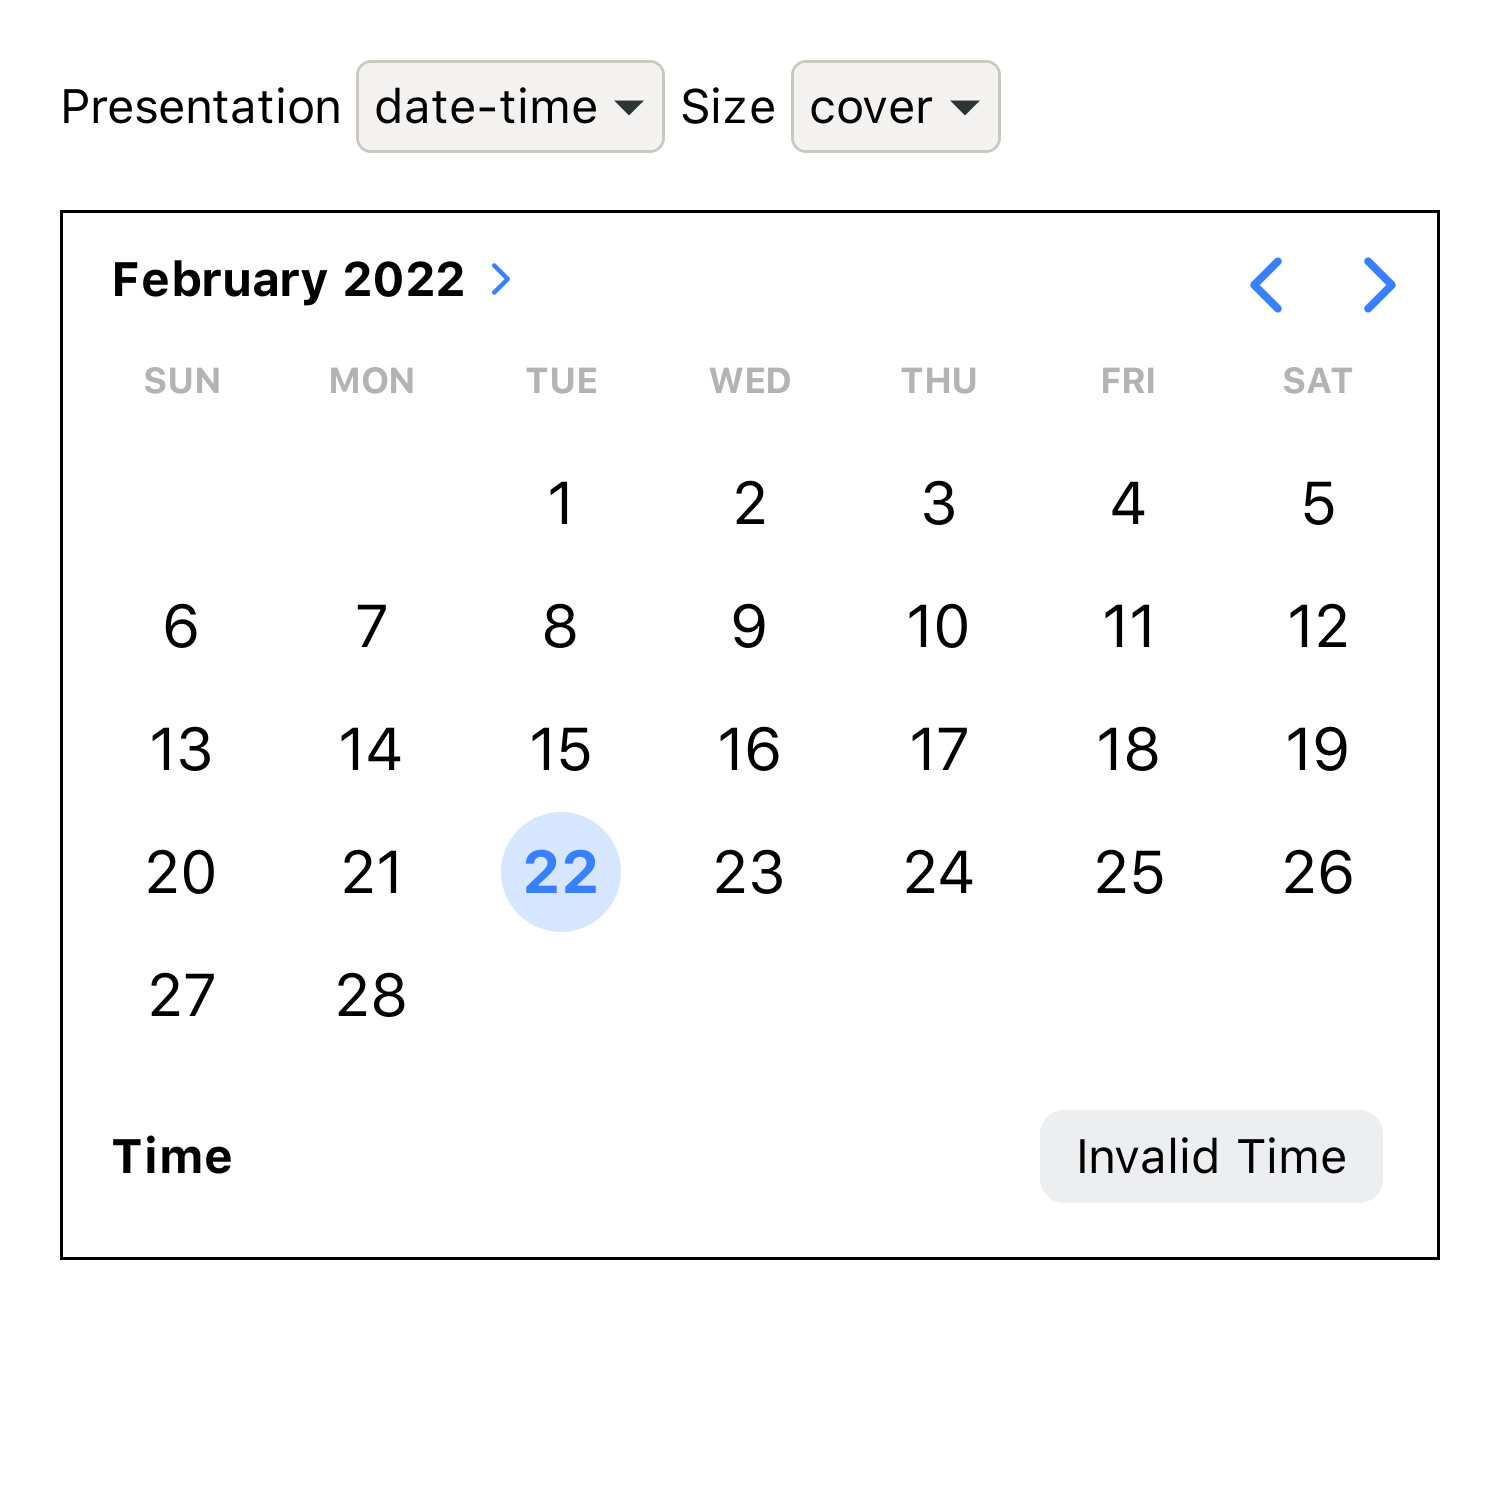 Presentation date-time Size cover
February 2022
SUN MON TUE WED THU FRI SAT
1 2 3 4 5
6 7 8 9 10 11 12
13 14 15 16 17 18 19
20 21 22 23 24 25 26
27 28
Time Invalid Time